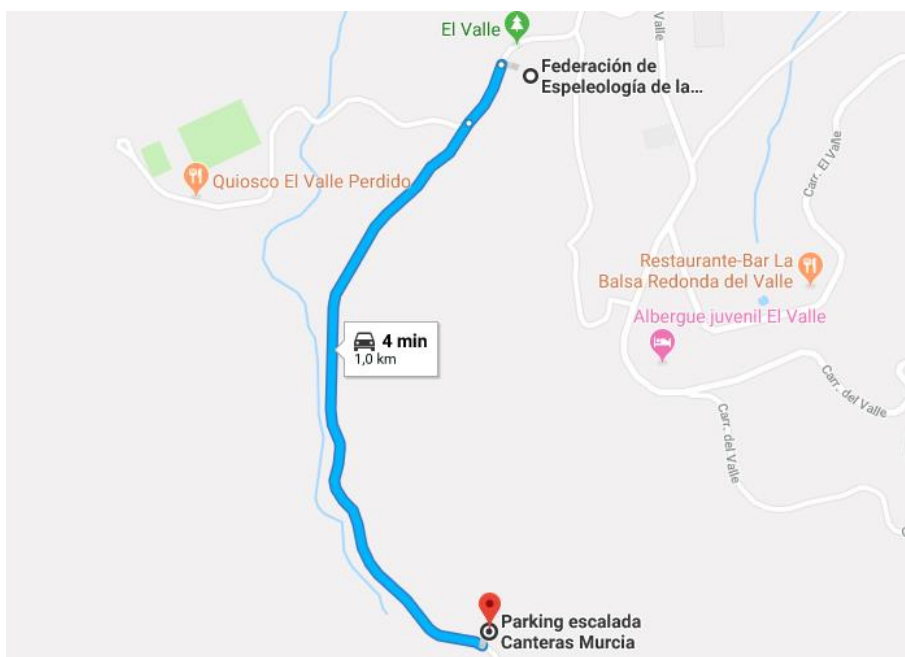 El Valle
Valle
Federación de
Espeleología de la...
Quiosco El Valle Perdido
Carr. El Valle
Restaurante-Bar La
Balsa Redonda del Valle
Albergue juvenil El Valle
4 min
1,0 km
Carr. del Valle
Carr. del Valle
Parking escalada
Canteras Murcia